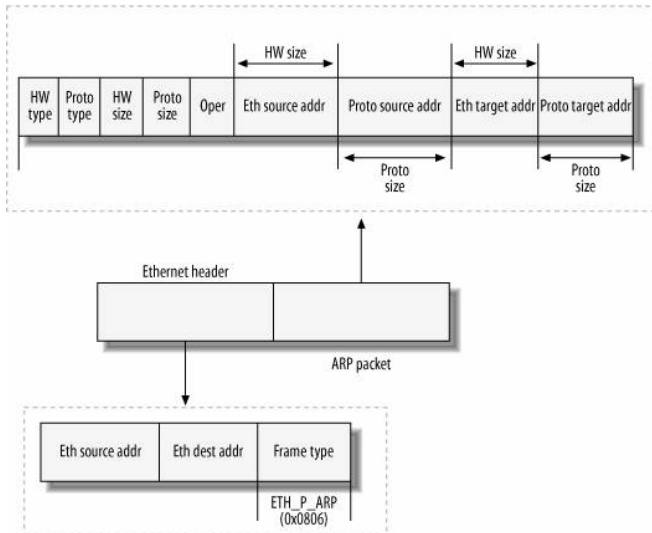 HW size
HW size
HW type
Proto type
HW size
Proto size
Oper
Eth source addr
Proto source addr
Eth target addr
Proto target addr
Proto size
Proto size
Ethernet header
ARP packet
Eth source addr
Eth dest addr
Frame type
ETH_P_ARP
(0x0806)